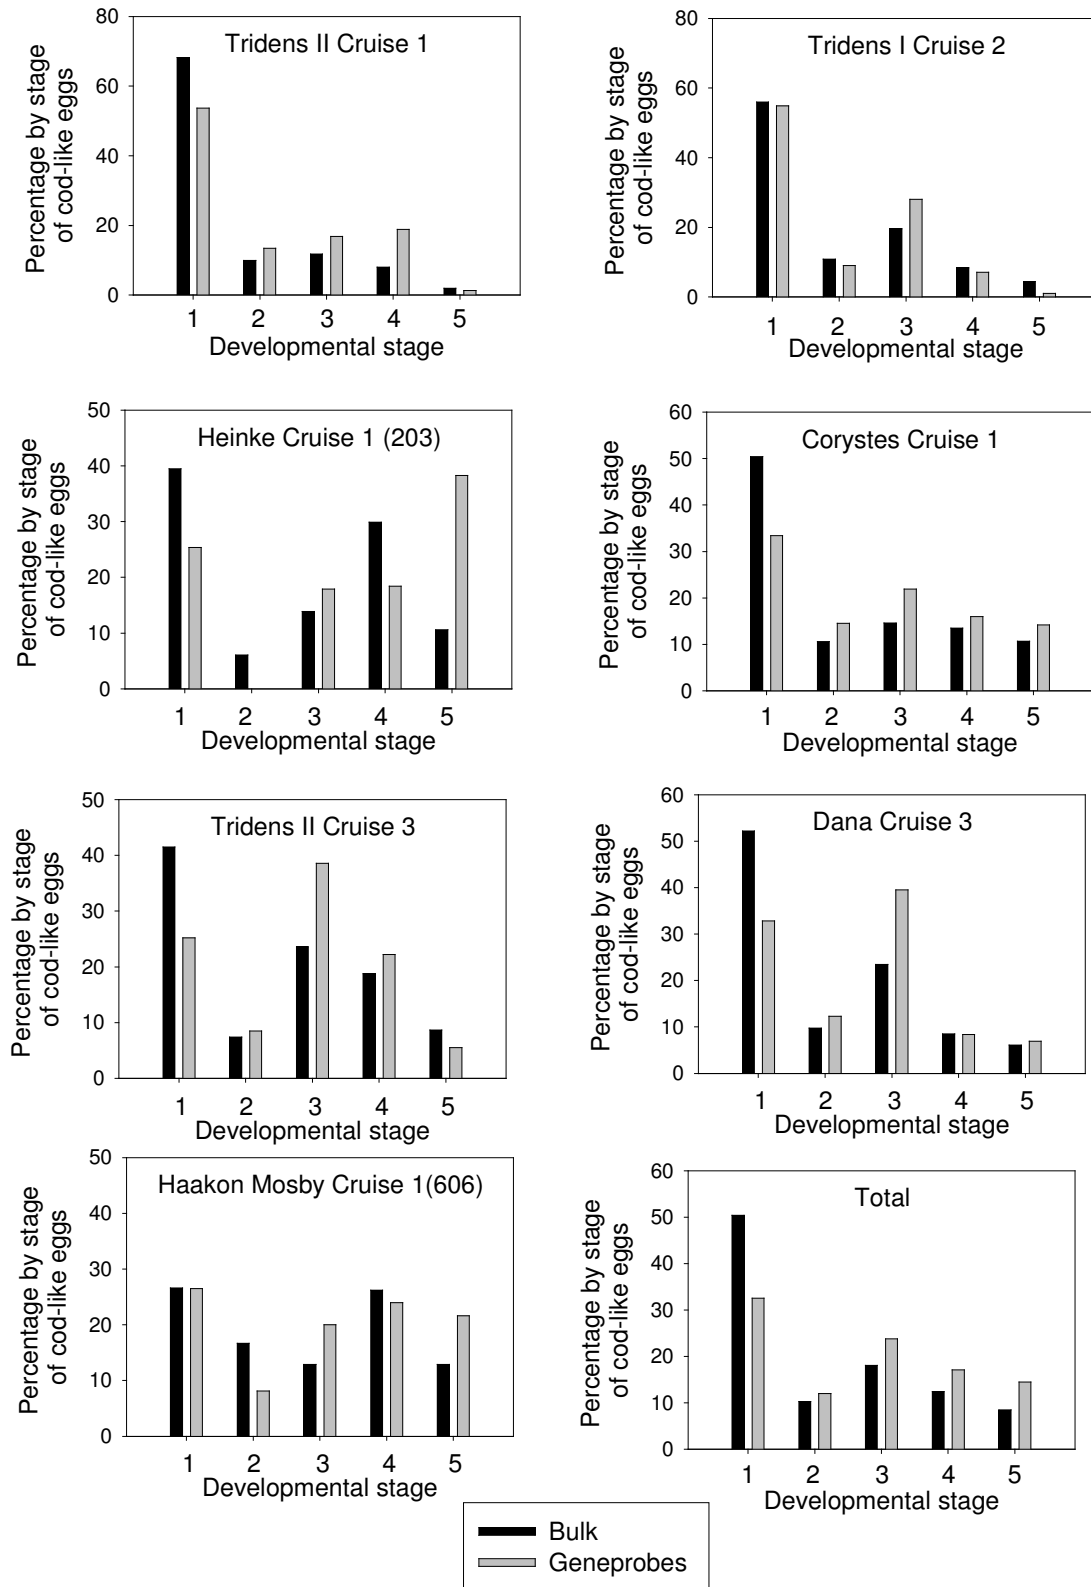 Tridens II Cruise 1
Percentage by stage
of cod-like eggs
80
60
40
20
0
1 2 3 4 5
Developmental stage
Tridens I Cruise 2
Percentage by stage
of cod-like eggs
80
60
40
20
0
1 2 3 4 5
Developmental stage
Heinke Cruise 1 (203)
Percentage by stage
of cod-like eggs
50
40
30
20
10
0
1 2 3 4 5
Developmental stage
Corystes Cruise 1
Percentage by stage
of cod-like eggs
60
50
40
30
20
10
0
1 2 3 4 5
Developmental stage
Tridens II Cruise 3
Percentage by stage
of cod-like eggs
50
40
30
20
10
0
1 2 3 4 5
Developmental stage
Dana Cruise 3
Percentage by stage
of cod-like eggs
60
50
40
30
20
10
0
1 2 3 4 5
Developmental stage
Haakon Mosby Cruise 1(606)
Percentage by stage
of cod-like eggs
50
40
30
20
10
0
1 2 3 4 5
Developmental stage
Total
Percentage by stage
of cod-like eggs
60
50
40
30
20
10
0
1 2 3 4 5
Developmental stage
Bulk
Geneprobes